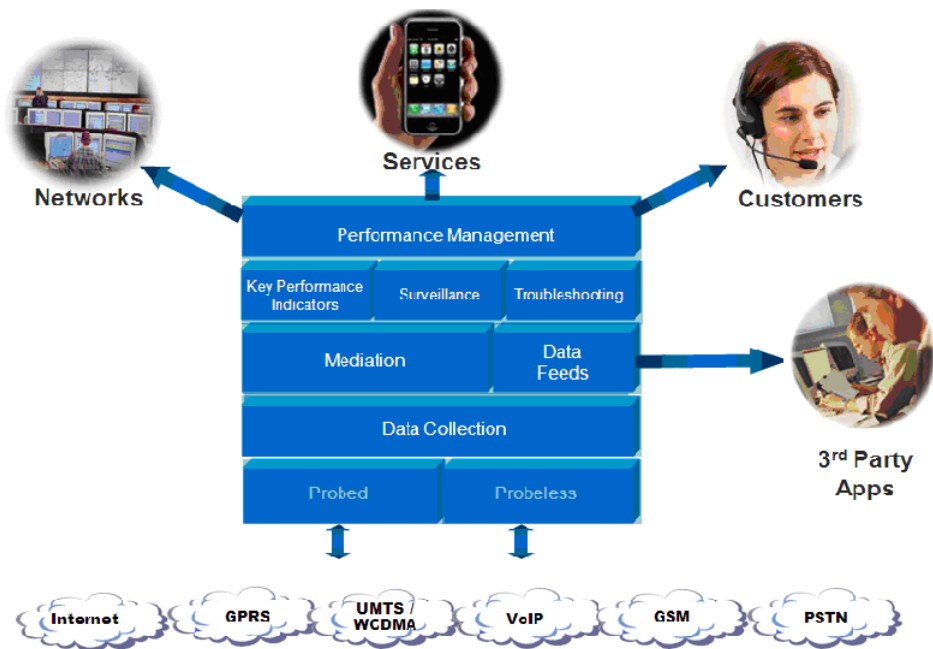 Services
Networks
Customers
Performance Management
Key Performance
Indicators
Surveillance
Troubleshooting
Mediation
Data
Feeds
3rd Party
Apps
Data Collection
Probed
Probeless
Internet
GPRS
UMTS /
WCDMA
VoIP
GSM
PSTN